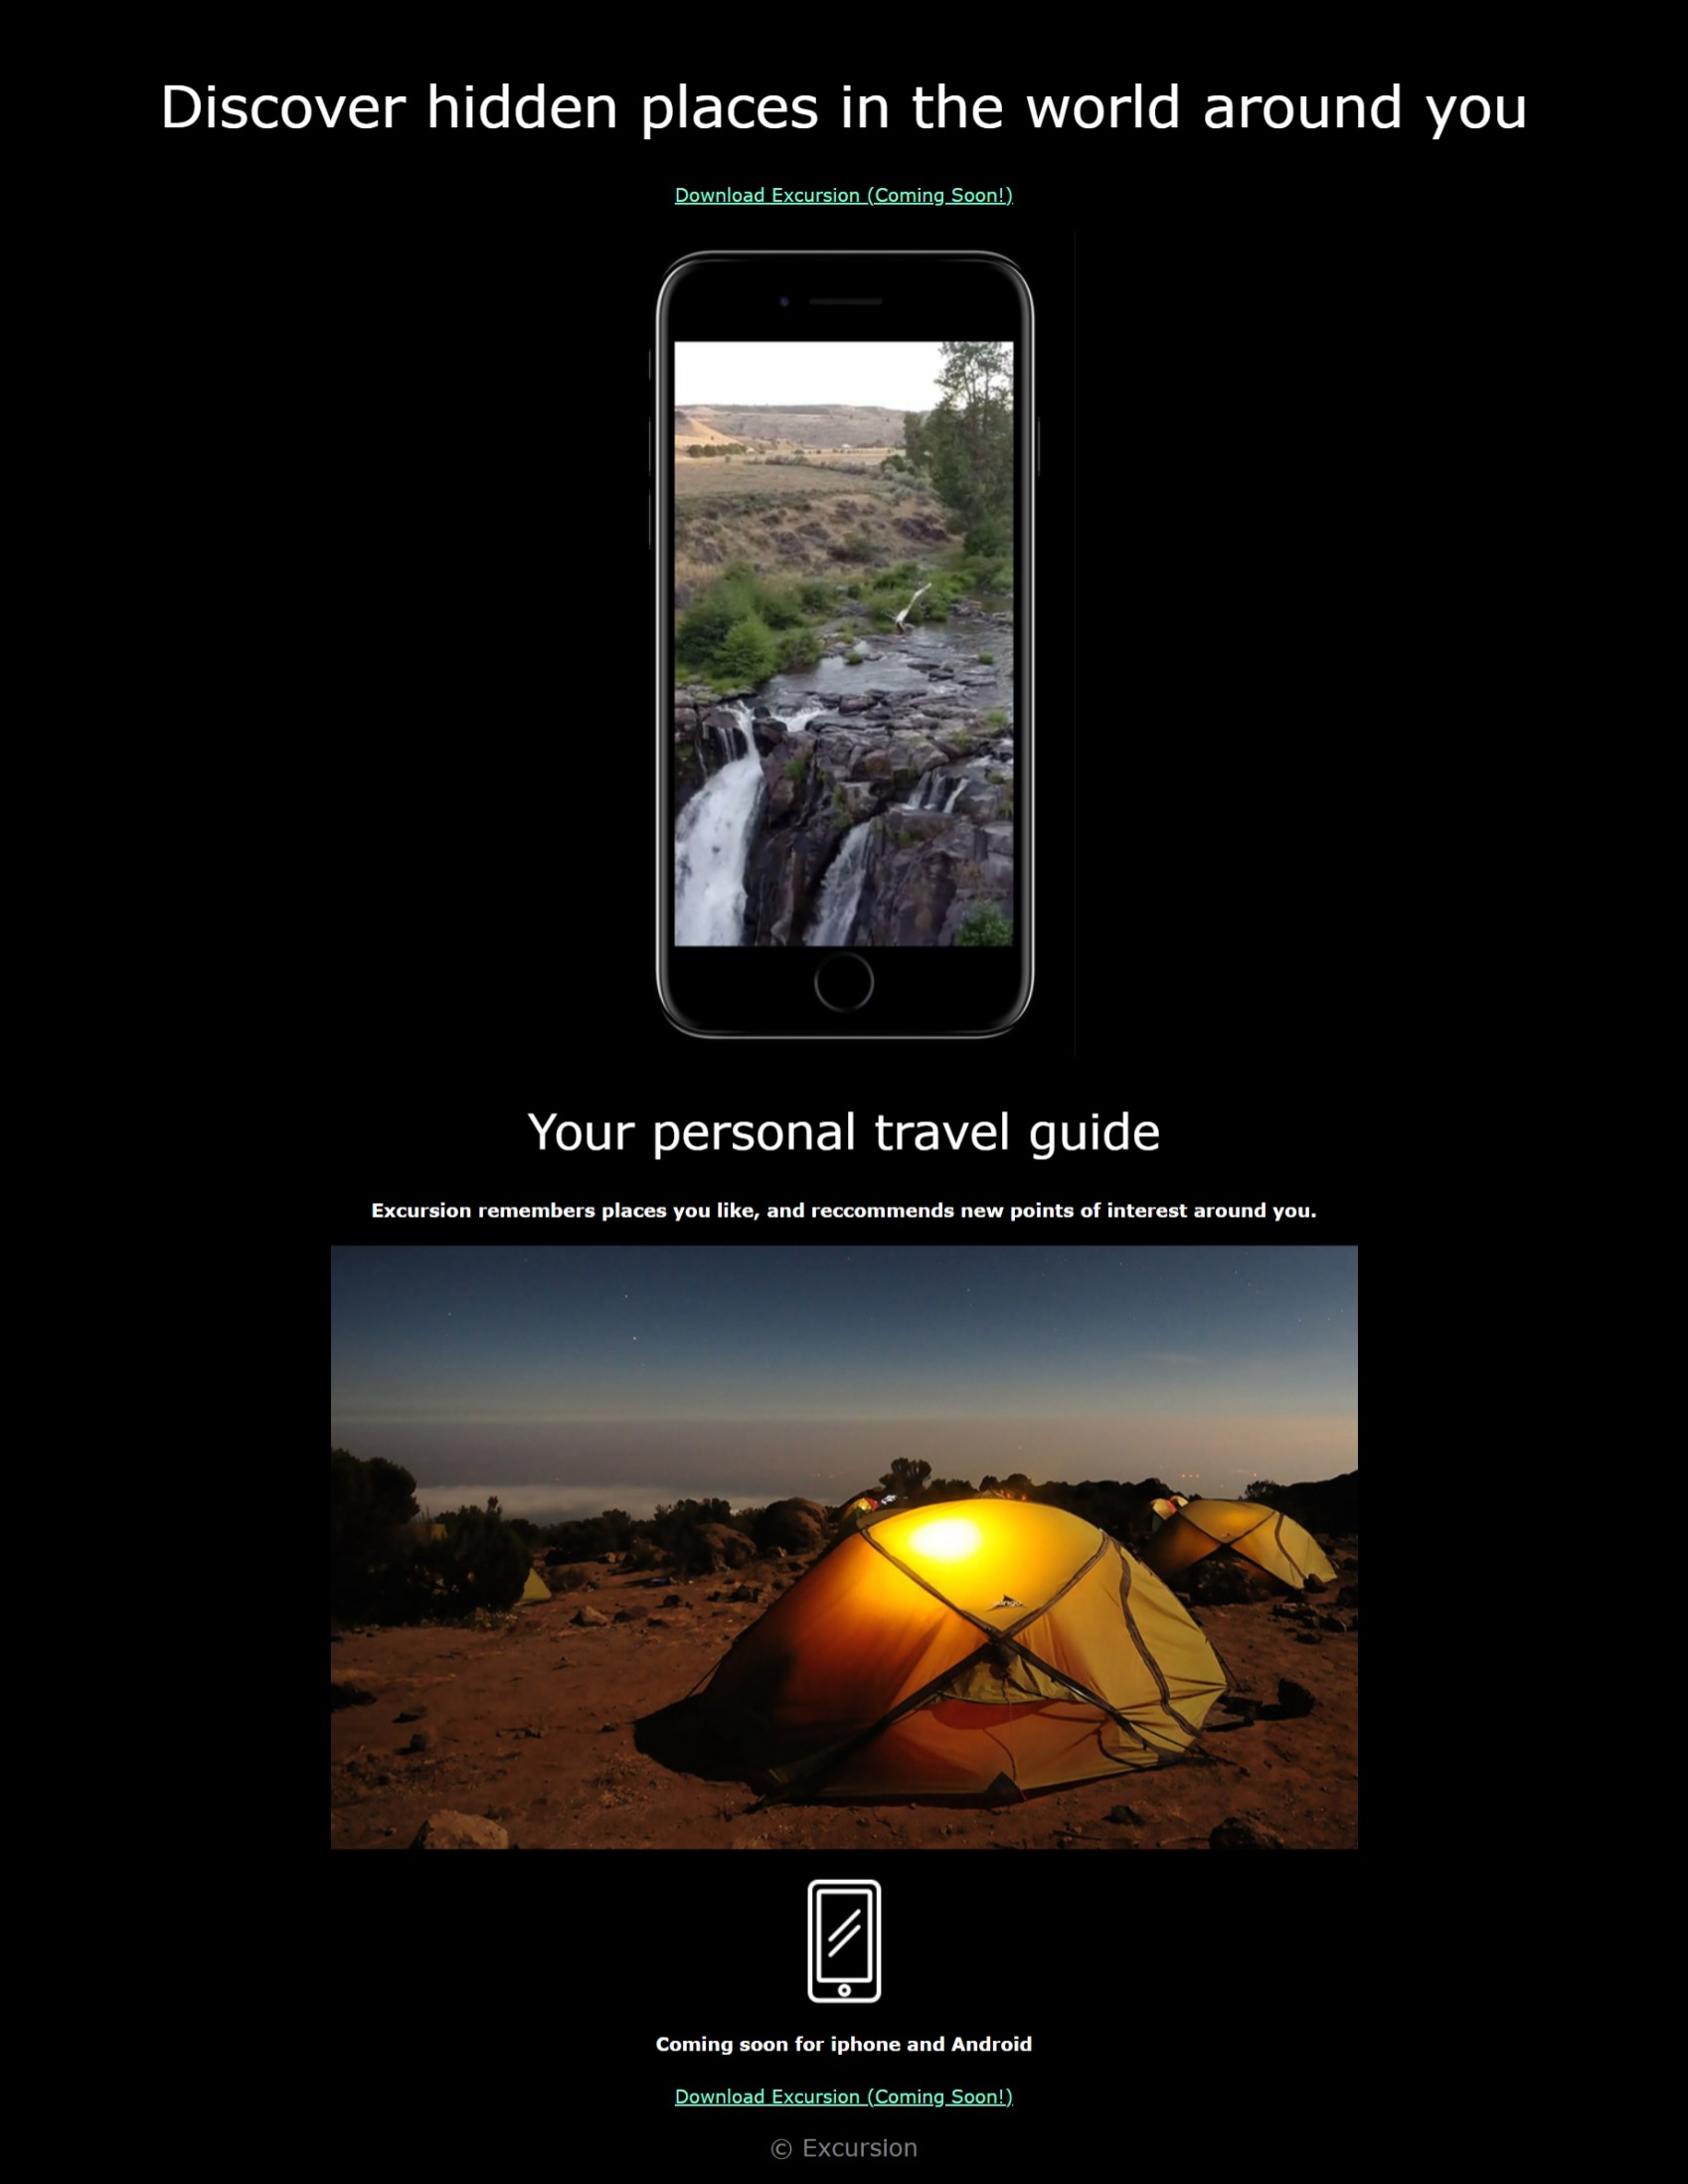 Discover hidden places in the world around you
Download Excursion (Coming Soon!)
Your personal travel guide
Excursion remembers places you like, and reccommends new points of interest around you.
Coming soon for iphone and Android
Download Excursion (Coming Soon!)
© Excursion